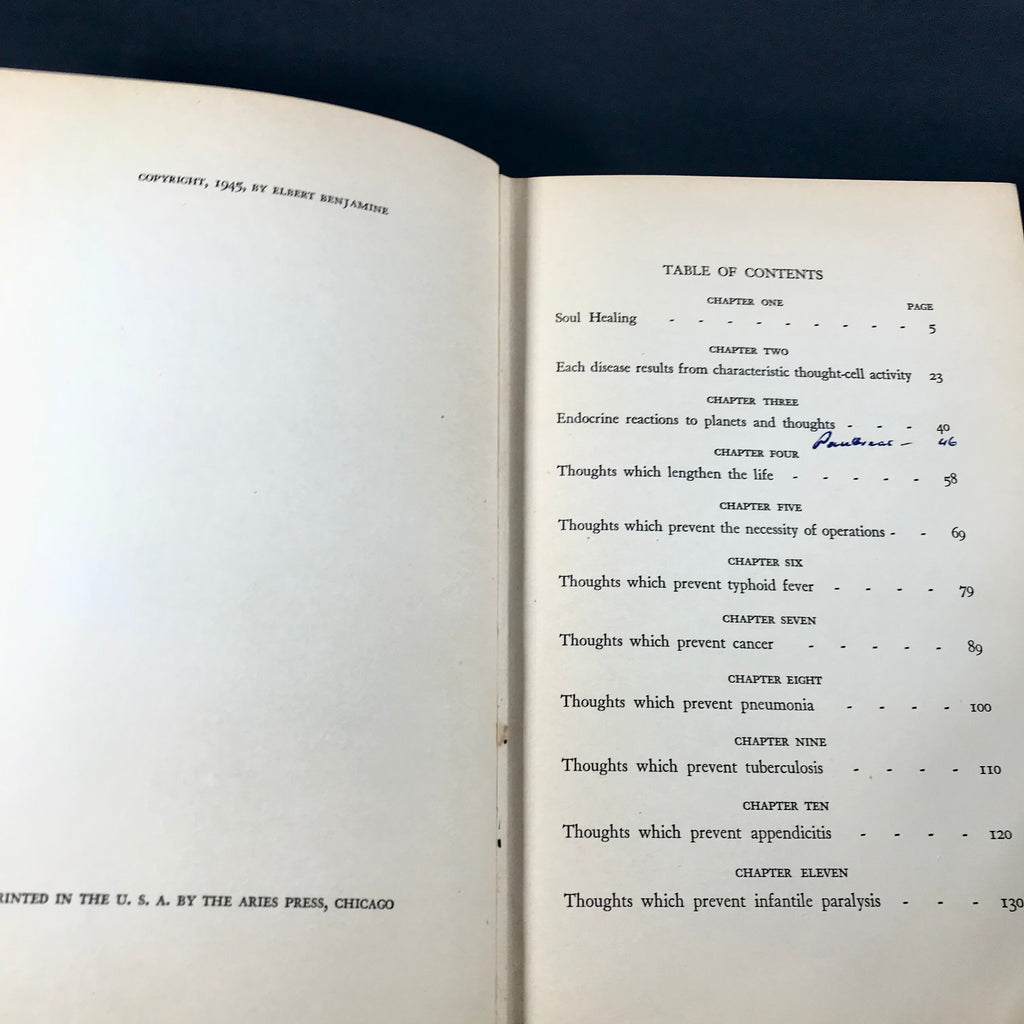 COPYRIGHT, 1945, BY ELBERT BENJAMINE
RINTED IN THE U. S. A. BY THE ARIES PRESS, CHICAGO
TABLE OF CONTENTS
CHAPTER ONE PAGE
Soul Healing - - - - - - - - - 5
CHAPTER TWO
Each disease results from characteristic thought-cell activity 23
CHAPTER THREE
Endocrine reactions to planets and thoughts - - - 40
Pancreas - 46
CHAPTER FOUR
Thoughts which lengthen the life - - - - - 58
CHAPTER FIVE
Thoughts which prevent the necessity of operations - - 69
CHAPTER SIX
Thoughts which prevent typhoid fever - - - - 79
CHAPTER SEVEN
Thoughts which prevent cancer - - - - - 89
CHAPTER EIGHT
Thoughts which prevent pneumonia - - - - 100
CHAPTER NINE
Thoughts which prevent tuberculosis - - - - 110
CHAPTER TEN
Thoughts which prevent appendicitis - - - - 120
CHAPTER ELEVEN
Thoughts which prevent infantile paralysis - - - 130